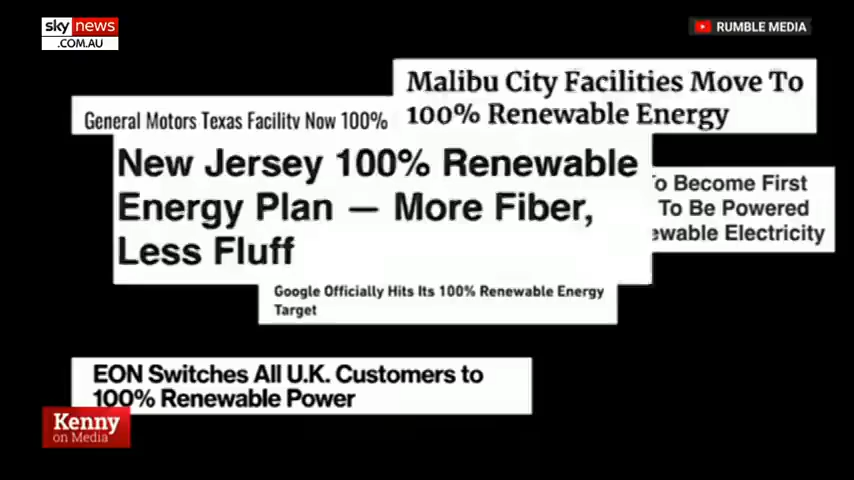 sky news
.COM.AU
RUMBLE MEDIA
Malibu City Facilities Move To
100% Renewable Energy
General Motors Texas Facility Now 100%
New Jersey 100% Renewable
Energy Plan — More Fiber,
Less Fluff
To Become First
To Be Powered
ewable Electricity
Google Officially Hits Its 100% Renewable Energy
Target
EON Switches All U.K. Customers to
100% Renewable Power
Kenny
on Media